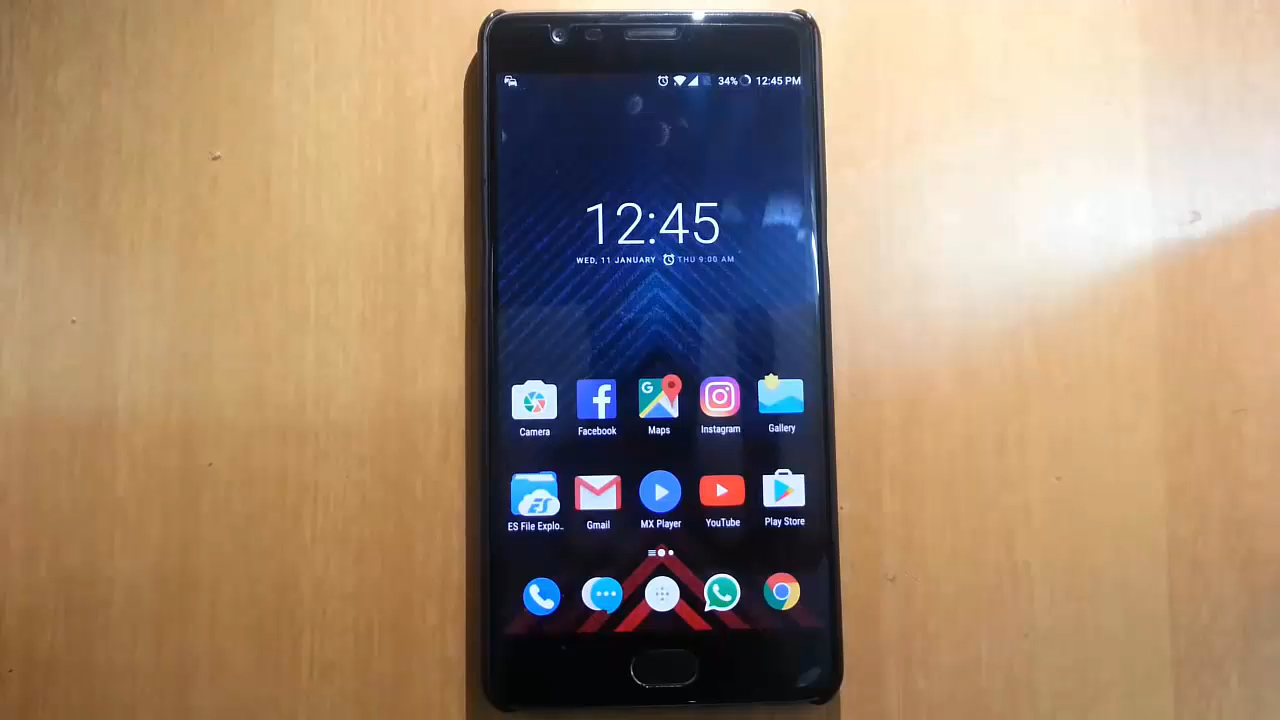 34% 12:45 PM
12:45
WED, 11 JANUARY THU 9:00 AM
G
Camera Facebook Maps Instagram Gallery
ES
ES File Explo.. Gmail MX Player YouTube Play Store